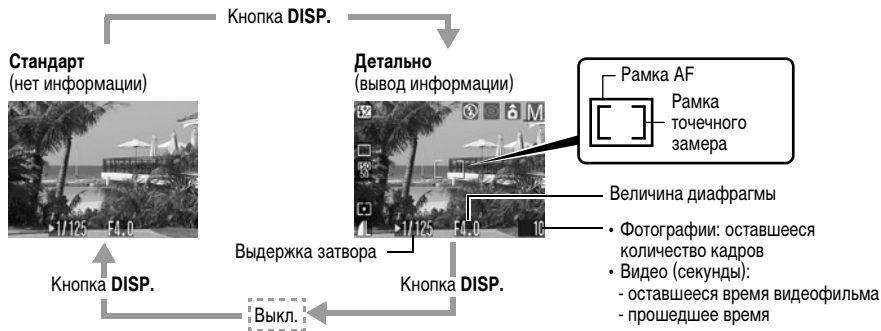 Кнопка DISP.
Стандарт
(нет информации)
Детально
(вывод информации)
Рамка AF
Рамка
точечного
замера
M
▸1/125 F4.0
▸1/125 F4.0 10
Величина диафрагмы
• Фотографии: оставшееся
количество кадров
• Видео (секунды):
- оставшееся время видеофильма
- прошедшее время
Выдержка затвора
Кнопка DISP.
Кнопка DISP.
Выкл.